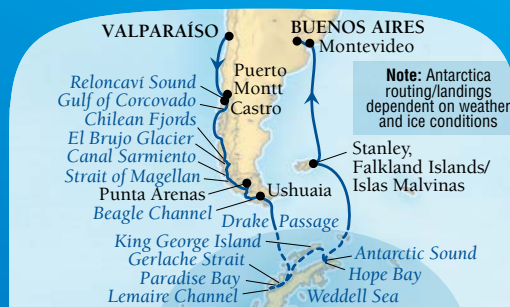 VALPARAÍSO
BUENOS AIRES
Montevideo
Note: Antarctica
routing/landings
dependent on weather
and ice conditions
Puerto
Montt
Reloncaví Sound
Gulf of Corcovado
Castro
Chilean Fjords
El Brujo Glacier
Canal Sarmiento
Strait of Magellan
Punta Arenas
Beagle Channel
Ushuaia
Stanley,
Falkland Islands/
Islas Malvinas
Drake Passage
King George Island
Gerlache Strait
Paradise Bay
Lemaire Channel
Antarctic Sound
Hope Bay
Weddell Sea